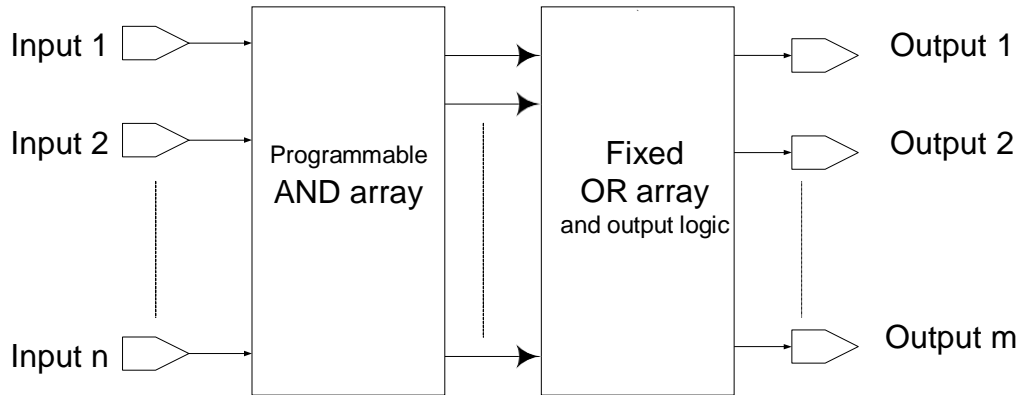 Input 1
Input 2
Input n
Programmable
AND array
Fixed
OR array
and output logic
Output 1
Output 2
Output m